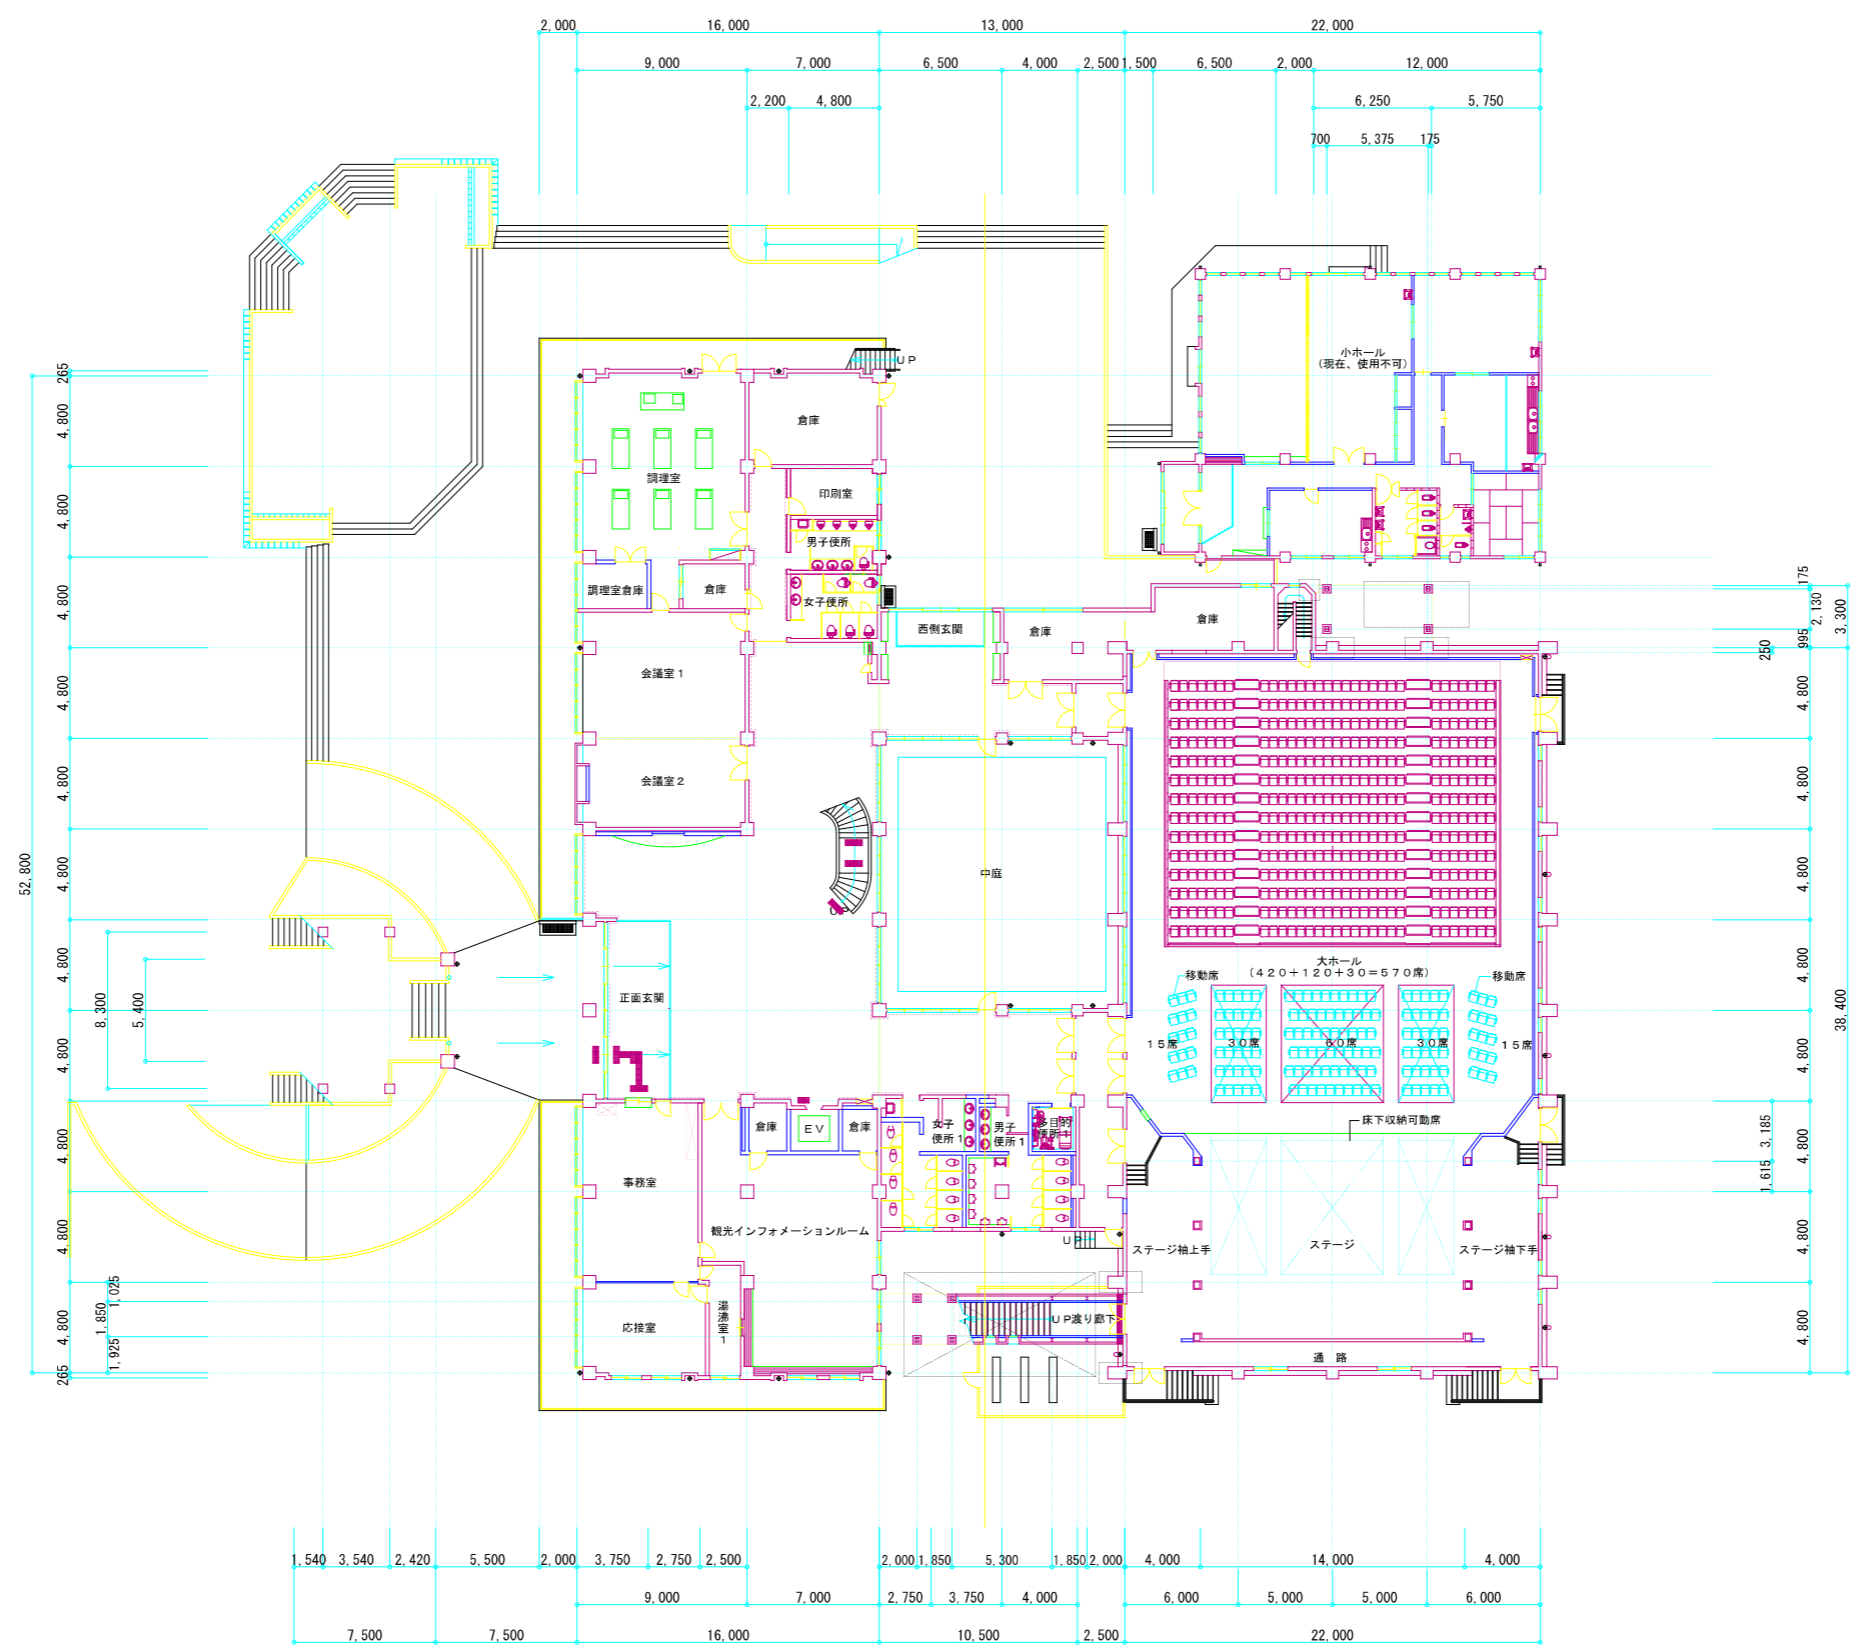 2,000
16,000
13,000
22,000
9,000
7,000
6,500
4,000
2,500
1,500
6,500
2,000
12,000
2,200
4,800
6,250
5,750
700
5,375
175
小ホール
(現在、使用不可)
UP
倉庫
調理室
印刷室
男子便所
調理室倉庫
倉庫
女子便所
西側玄関
倉庫
倉庫
会議室1
会議室2
中庭
UP
大ホール
(420+120+30=570席)
移動席
移動席
正面玄関
15席
30席
60席
30席
15席
床下収納可動席
倉庫
EV
倉庫
女子
便所1
男子
便所1
多目的
便所1
事務室
観光インフォメーションルーム
UP
ステージ袖上手
ステージ
ステージ袖下手
応接室
湯沸室1
UP渡り廊下
通 路
265
4,800
4,800
4,800
4,800
4,800
4,800
4,800
4,800
4,800
4,800
4,800
265
52,800
8,300
5,400
1,025
1,850
1,925
175
2,130
995
3,300
250
4,800
4,800
4,800
4,800
4,800
4,800
4,800
4,800
38,400
3,185
1,615
1,540
3,540
2,420
5,500
2,000
3,750
2,750
2,500
2,000
1,850
5,300
1,850
2,000
4,000
14,000
4,000
9,000
7,000
2,750
3,750
4,000
6,000
5,000
5,000
6,000
7,500
7,500
16,000
10,500
2,500
22,000